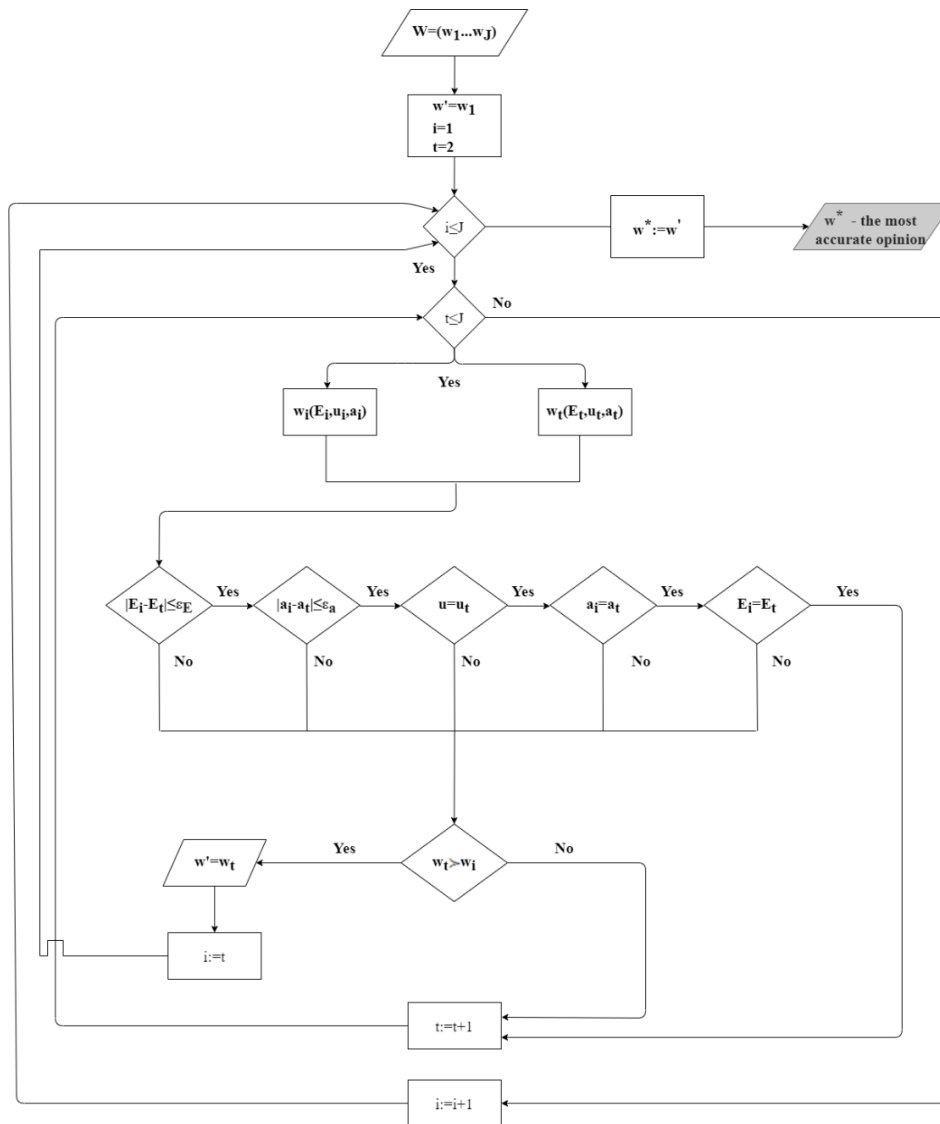 W=(w₁...w_J)
w'=w₁
i=1
t=2
i≤J
w*:=w'
w* - the most
accurate opinion
Yes
t≤J
No
Yes
wᵢ(Eᵢ,uᵢ,aᵢ)
wₜ(Eₜ,uₜ,aₜ)
|Eᵢ-Eₜ|≤ε_E
Yes
|aᵢ-aₜ|≤εₐ
Yes
u=uₜ
Yes
aᵢ=aₜ
Yes
Eᵢ=Eₜ
Yes
No
No
No
No
No
w'=wₜ
Yes
wₜ≻wᵢ
No
i:=t
t:=t+1
i:=i+1